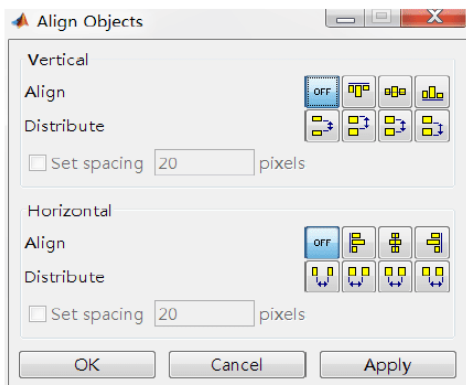 Align Objects
Vertical
Align OFF
Distribute
Set spacing 20 pixels
Horizontal
Align OFF
Distribute
Set spacing 20 pixels
OK Cancel Apply